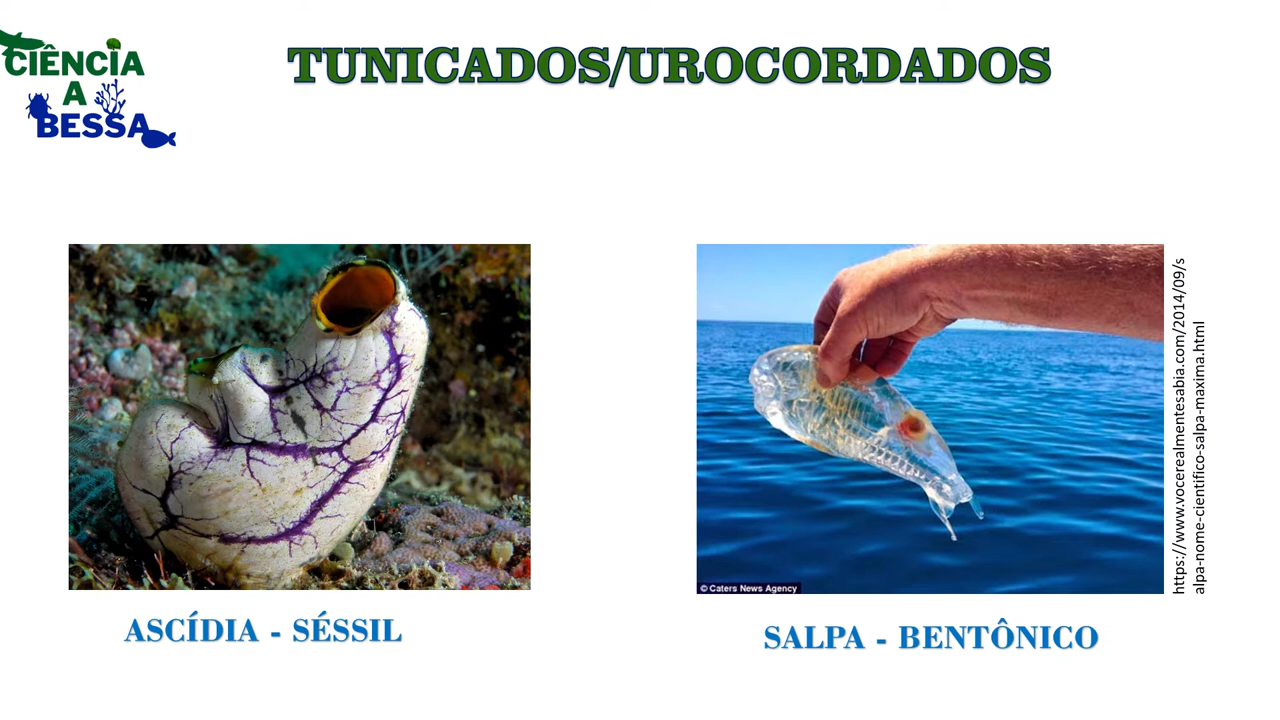 CIÊNCIA
A
BESSA
TUNICADOS/UROCORDADOS
© Caters News Agency
https://www.vocerealmentesabia.com/2014/09/s
alpa-nome-cientifico-salpa-maxima.html
ASCÍDIA - SÉSSIL
SALPA - BENTÔNICO